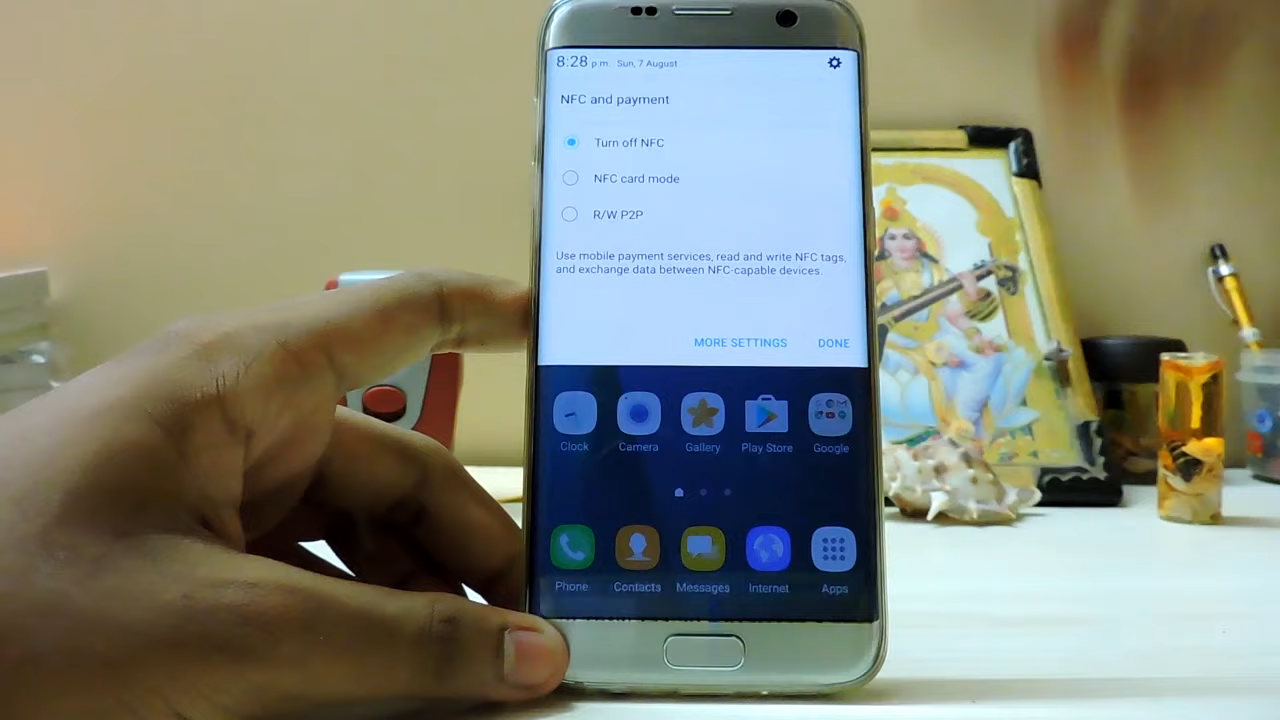 8:28 p.m. Sun, 7 August
NFC and payment
Turn off NFC
NFC card mode
R/W P2P
Use mobile payment services, read and write NFC tags,
and exchange data between NFC-capable devices.
MORE SETTINGS DONE
Clock Camera Gallery Play Store Google
Phone Contacts Messages Internet Apps